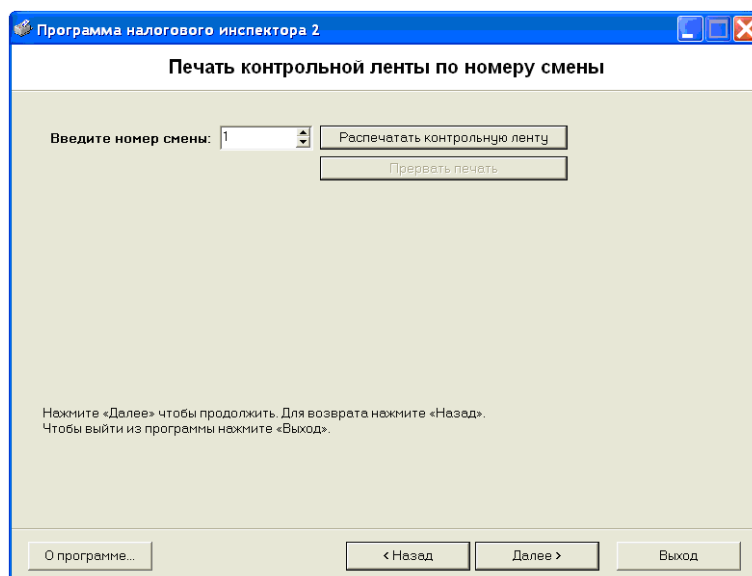 Программа налогового инспектора 2
Печать контрольной ленты по номеру смены
Введите номер смены: 1 Распечатать контрольную ленту
Прервать печать
Нажмите «Далее» чтобы продолжить. Для возврата нажмите «Назад».
Чтобы выйти из программы нажмите «Выход».
О программе... < Назад Далее > Выход